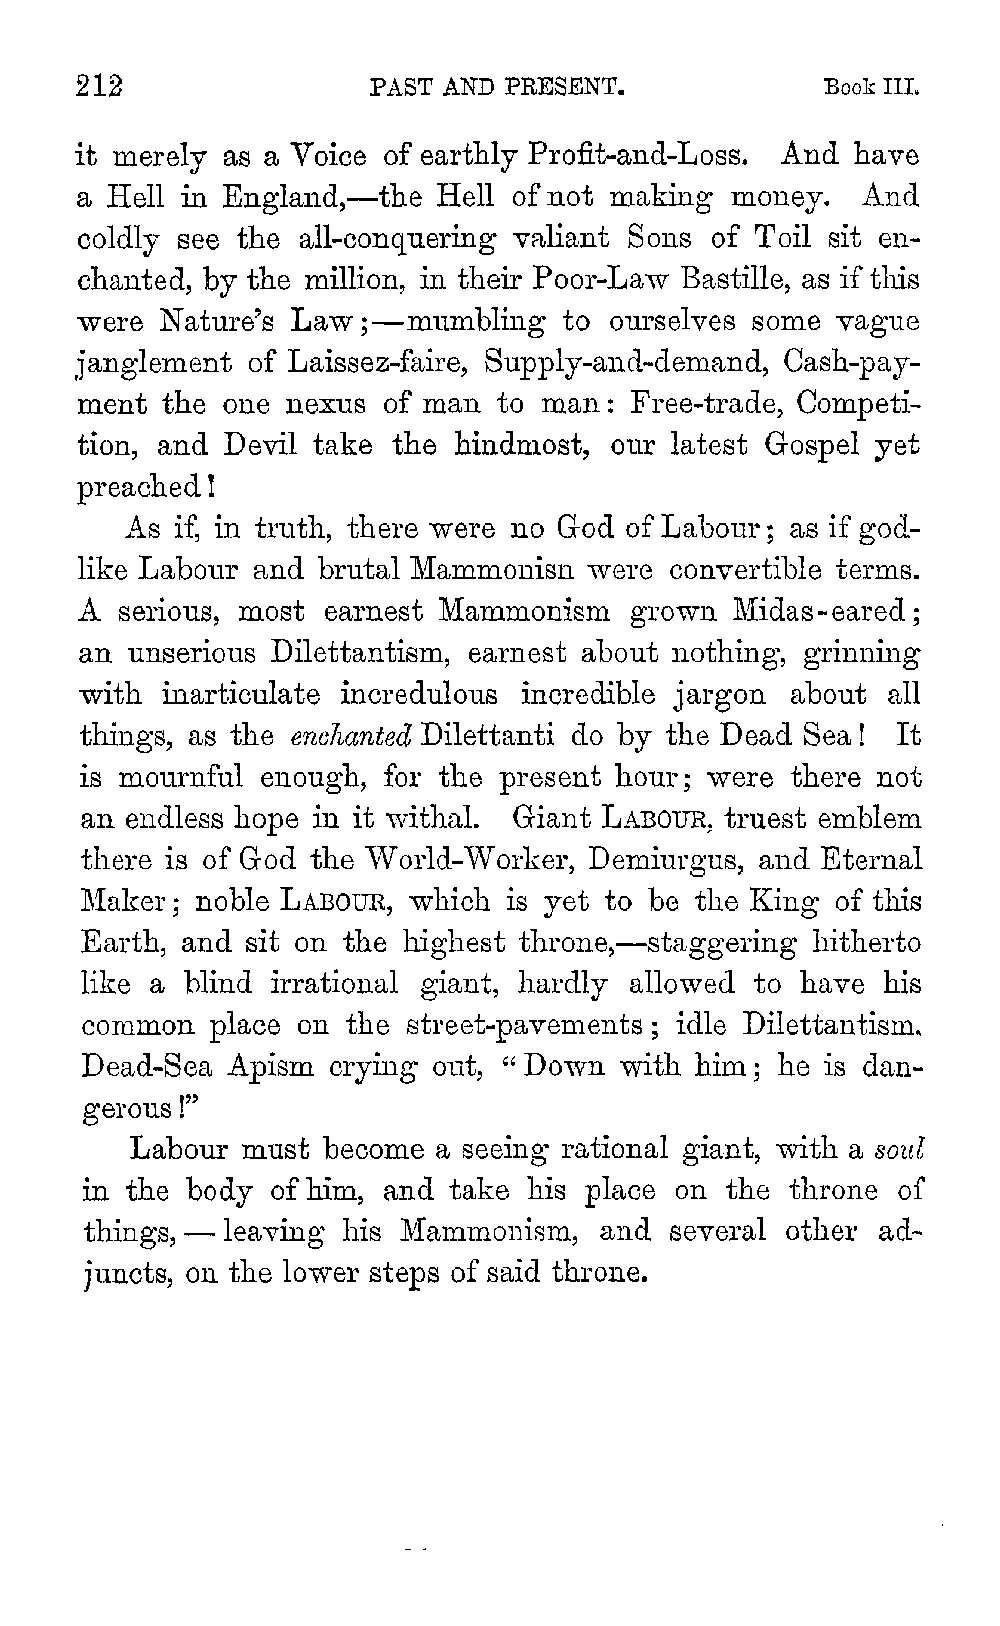 212 PAST AND PRESENT. Book III.
it merely as a Voice of earthly Profit-and-Loss. And have
a Hell in England,—the Hell of not making money. And
coldly see the all-conquering valiant Sons of Toil sit en-
chanted, by the million, in their Poor-Law Bastille, as if this
were Nature's Law;—mumbling to ourselves some vague
janglement of Laissez-faire, Supply-and-demand, Cash-pay-
ment the one nexus of man to man: Free-trade, Competi-
tion, and Devil take the hindmost, our latest Gospel yet
preached!
As if, in truth, there were no God of Labour; as if god-
like Labour and brutal Mammonisn were convertible terms.
A serious, most earnest Mammonism grown Midas-eared;
an unserious Dilettantism, earnest about nothing, grinning
with inarticulate incredulous incredible jargon about all
things, as the enchanted Dilettanti do by the Dead Sea! It
is mournful enough, for the present hour; were there not
an endless hope in it withal. Giant LABOUR, truest emblem
there is of God the World-Worker, Demiurgus, and Eternal
Maker; noble LABOUR, which is yet to be the King of this
Earth, and sit on the highest throne,—staggering hitherto
like a blind irrational giant, hardly allowed to have his
common place on the street-pavements; idle Dilettantism.
Dead-Sea Apism crying out, "Down with him; he is dan-
gerous!"
Labour must become a seeing rational giant, with a soul
in the body of him, and take his place on the throne of
things,—leaving his Mammonism, and several other ad-
juncts, on the lower steps of said throne.